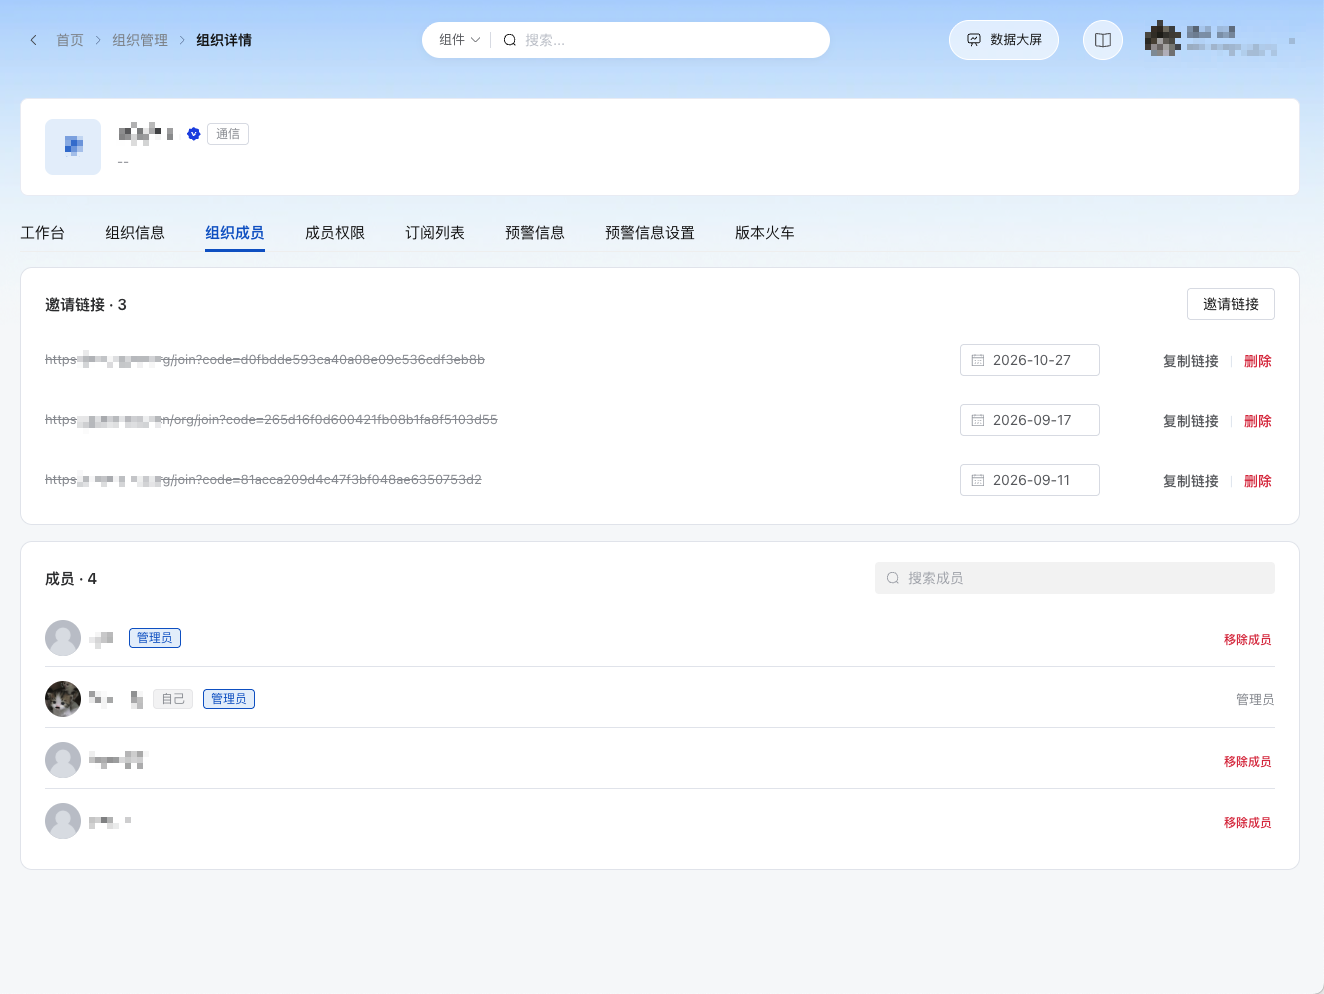 首页 > 组织管理 > 组织详情
组件 搜索...
数据大屏
通信
--
工作台 组织信息 组织成员 成员权限 订阅列表 预警信息 预警信息设置 版本火车
邀请链接 · 3 邀请链接
https g/join?code=d0fbdde593ca40a08e09c536cdf3eb8b 2026-10-27 复制链接 删除
https n/org/join?code=265d16f0d600421fb08b1fa8f5103d55 2026-09-17 复制链接 删除
https g/join?code=81acca209d4c47f3bf048ae6350753d2 2026-09-11 复制链接 删除
成员 · 4 搜索成员
管理员 移除成员
自己 管理员 管理员
移除成员
移除成员